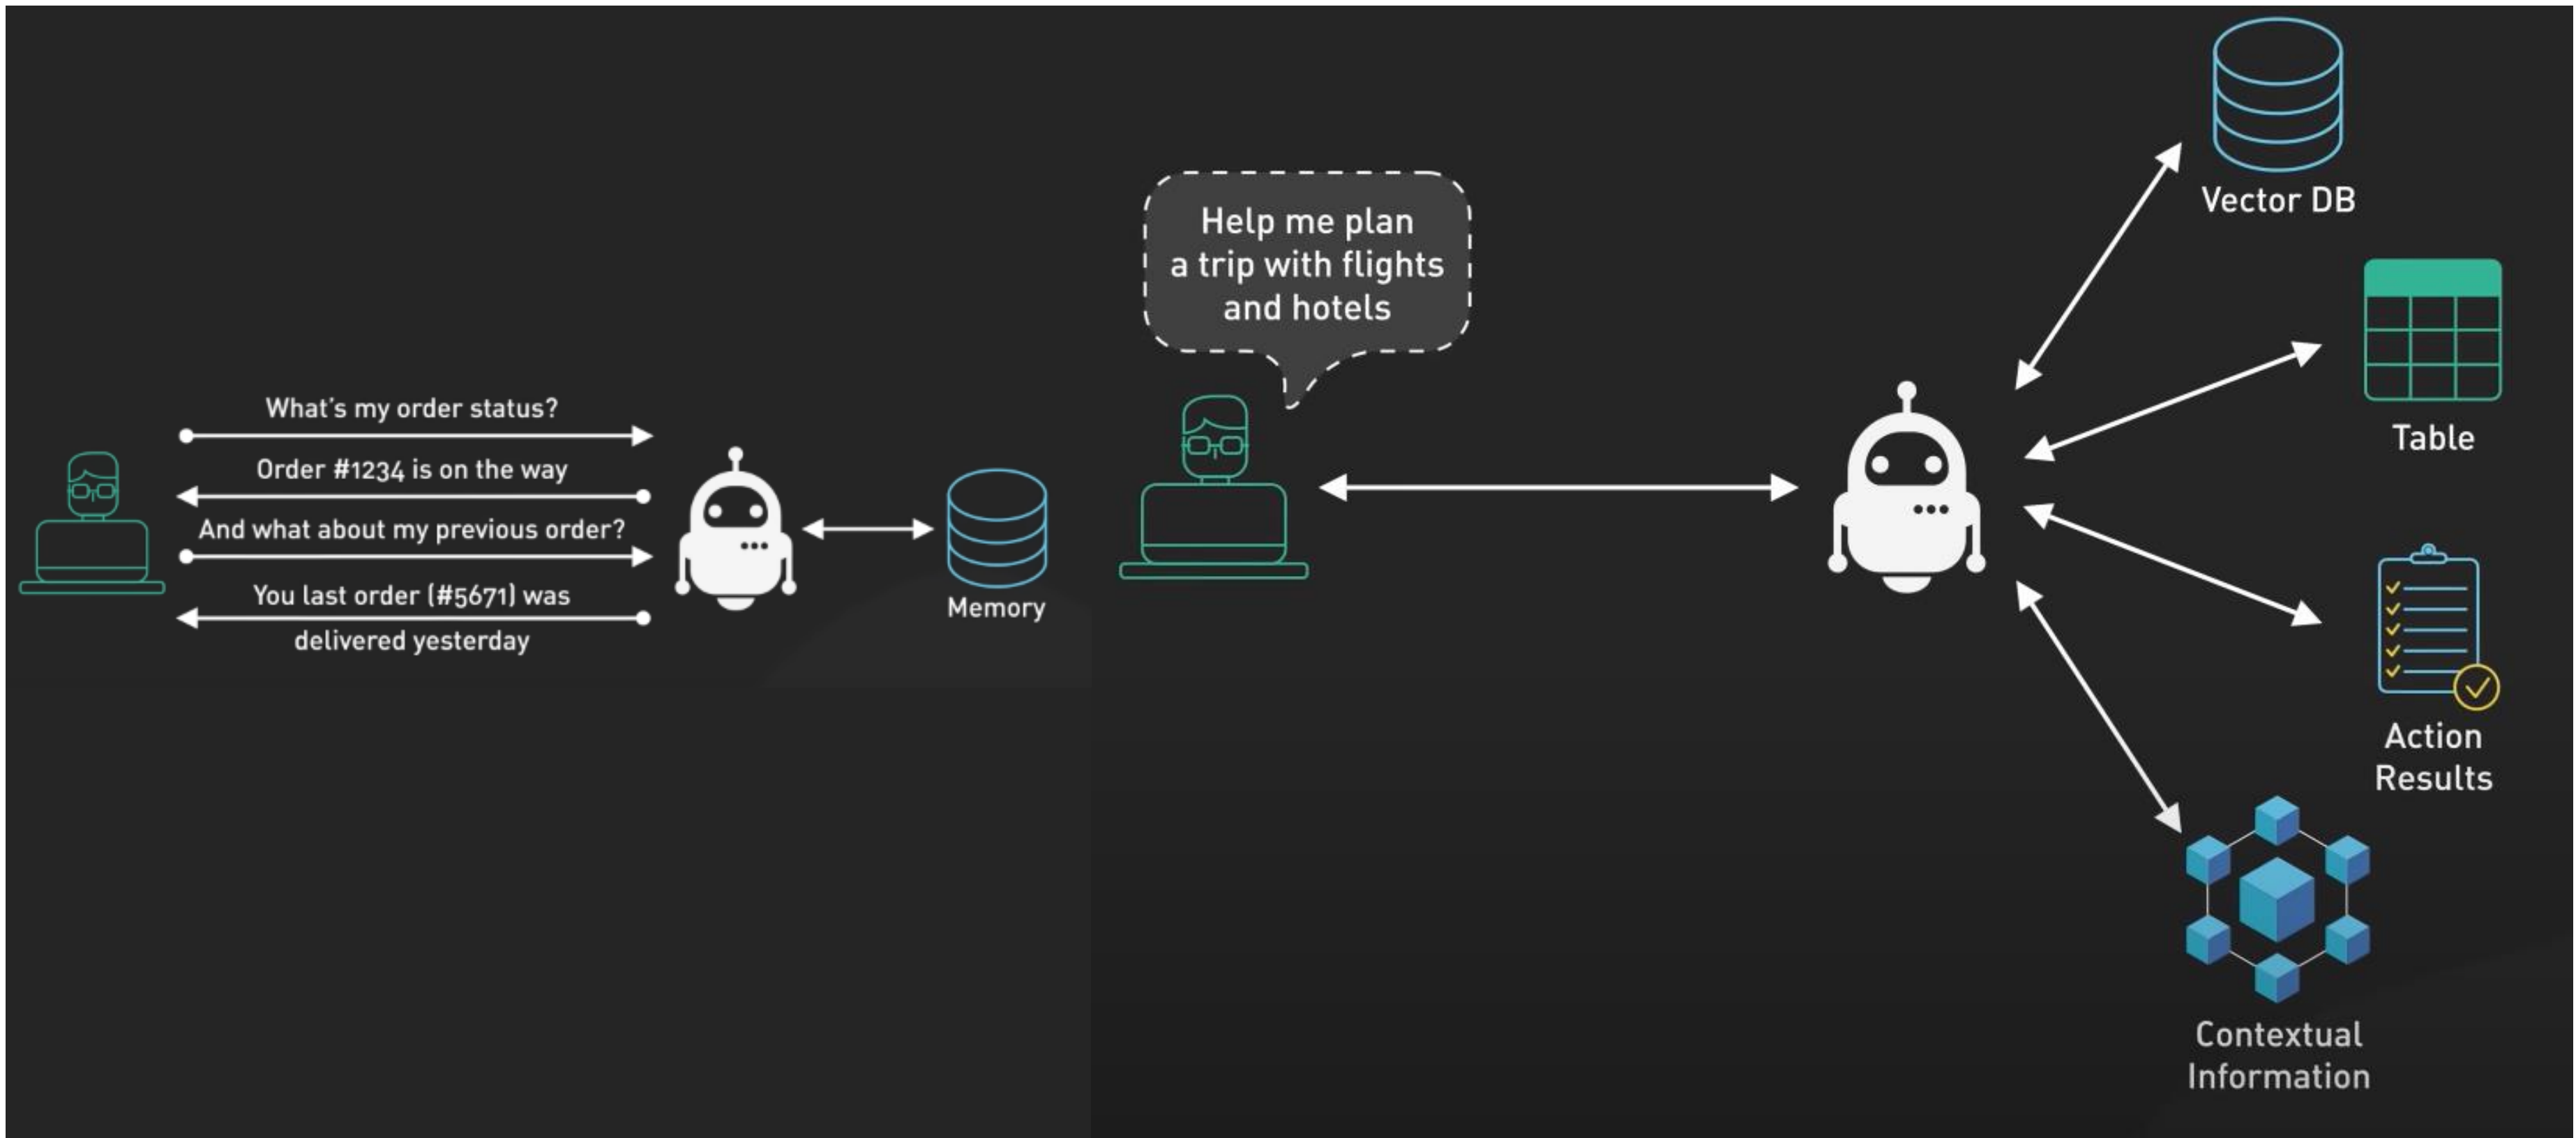 What's my order status?
Order #1234 is on the way
And what about my previous order?
You last order (#5671) was
delivered yesterday
Memory
Help me plan
a trip with flights
and hotels
Vector DB
Table
Action
Results
Contextual
Information